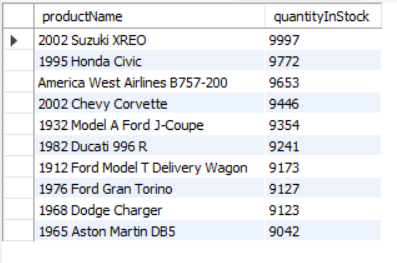 productName quantityInStock
2002 Suzuki XREO 9997
1995 Honda Civic 9772
America West Airlines B757-200 9653
2002 Chevy Corvette 9446
1932 Model A Ford J-Coupe 9354
1982 Ducati 996 R 9241
1912 Ford Model T Delivery Wagon 9173
1976 Ford Gran Torino 9127
1968 Dodge Charger 9123
1965 Aston Martin DB5 9042